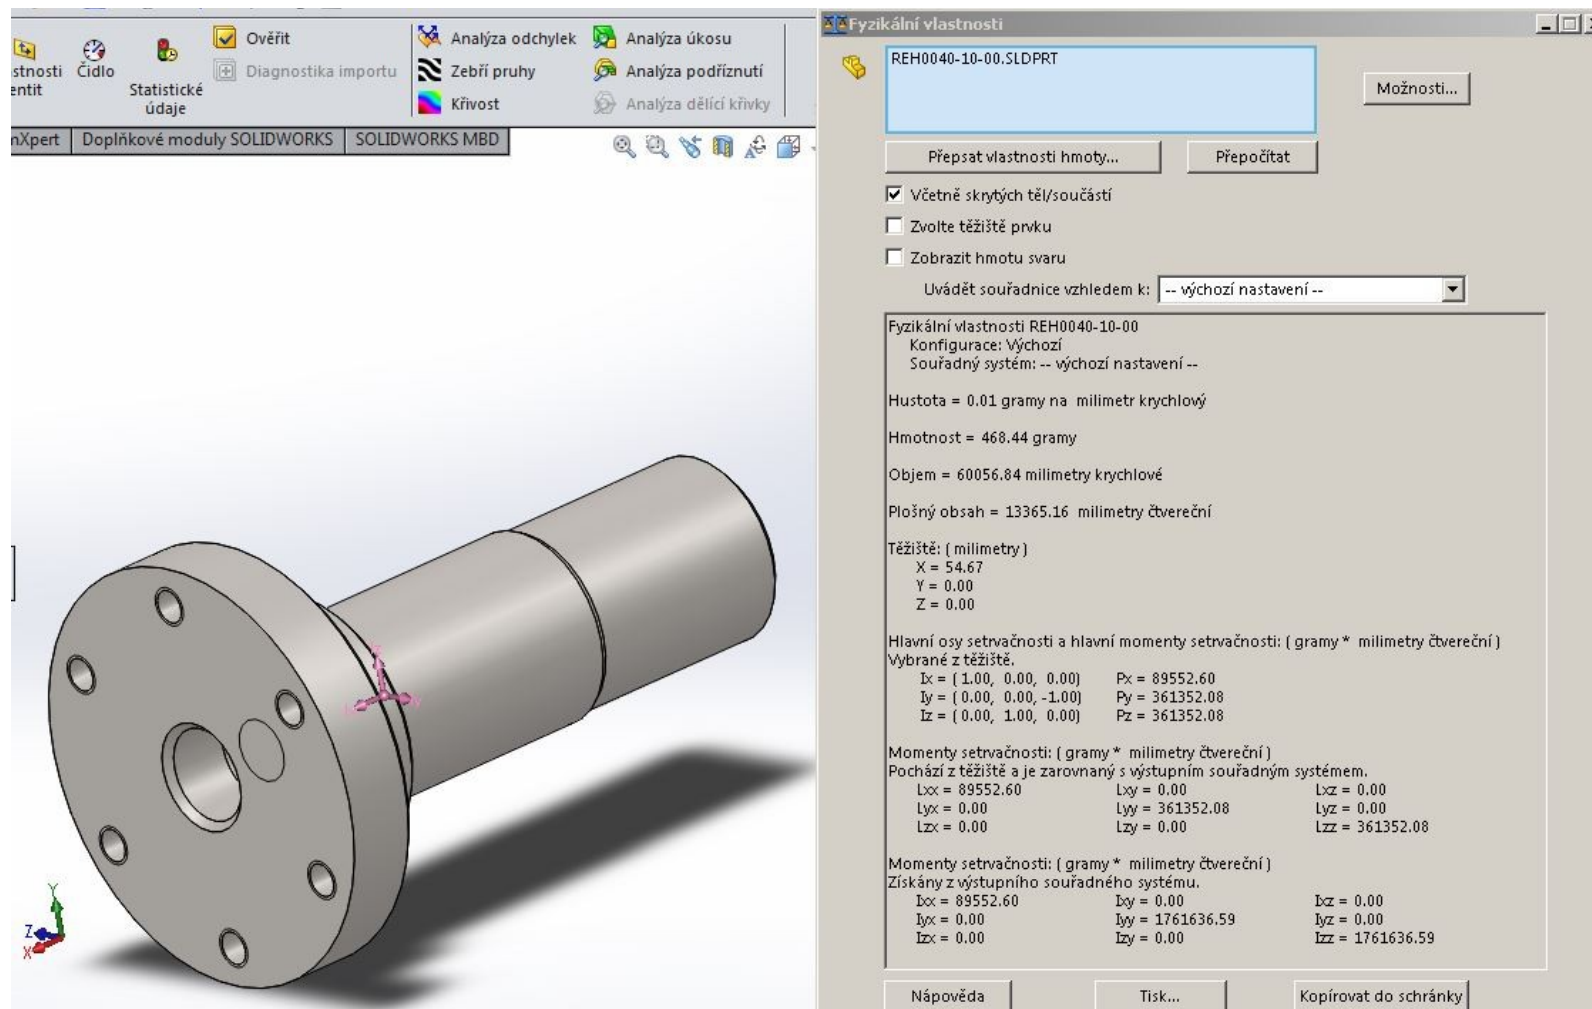 stnosti
entit
Čidlo
Statistické
údaje
Ověřit
Diagnostika importu
Analýza odchylek
Zebří pruhy
Křivost
Analýza úkosu
Analýza podříznutí
Analýza dělící křivky
nXpert
Doplňkové moduly SOLIDWORKS
SOLIDWORKS MBD
Y
Z
X
Fyzikální vlastnosti
REH0040-10-00.SLDPRT
Možnosti...
Přepsat vlastnosti hmoty...
Přepočítat
Včetně skrytých těl/součástí
Zvolte těžiště prvku
Zobrazit hmotu svaru
Uvádět souřadnice vzhledem k: -- výchozí nastavení --
Fyzikální vlastnosti REH0040-10-00
Konfigurace: Výchozí
Souřadný systém: -- výchozí nastavení --
Hustota = 0.01 gramy na milimetr krychlový
Hmotnost = 468.44 gramy
Objem = 60056.84 milimetry krychlové
Plošný obsah = 13365.16 milimetry čtvereční
Těžiště: ( milimetry )
X = 54.67
Y = 0.00
Z = 0.00
Hlavní osy setrvačnosti a hlavní momenty setrvačnosti: ( gramy * milimetry čtvereční )
Vybrané z těžiště.
Ix = ( 1.00, 0.00, 0.00) Px = 89552.60
Iy = ( 0.00, 0.00, -1.00) Py = 361352.08
Iz = ( 0.00, 1.00, 0.00) Pz = 361352.08
Momenty setrvačnosti: ( gramy * milimetry čtvereční )
Pochází z těžiště a je zarovnaný s výstupním souřadným systémem.
Lxx = 89552.60 Lxy = 0.00 Lxz = 0.00
Lyx = 0.00 Lyy = 361352.08 Lyz = 0.00
Lzx = 0.00 Lzy = 0.00 Lzz = 361352.08
Momenty setrvačnosti: ( gramy * milimetry čtvereční )
Získány z výstupního souřadného systému.
Ixx = 89552.60 Ixy = 0.00 Ixz = 0.00
Iyx = 0.00 Iyy = 1761636.59 Iyz = 0.00
Izx = 0.00 Izy = 0.00 Izz = 1761636.59
Nápověda
Tisk...
Kopírovat do schránky